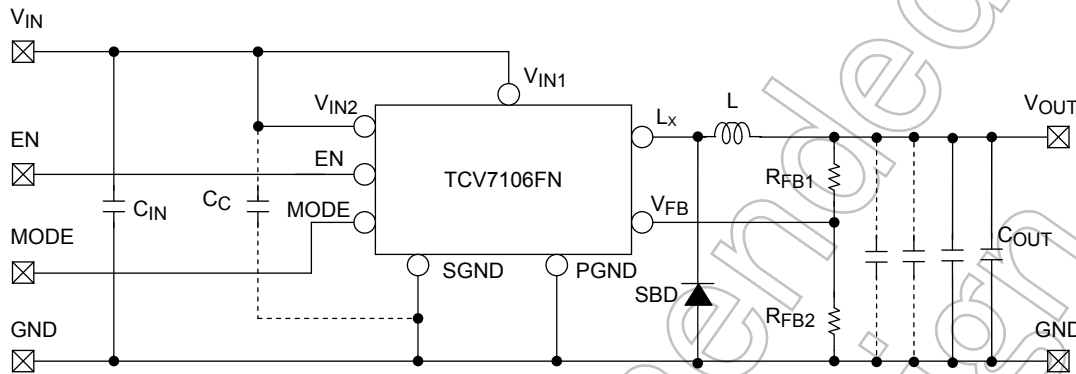 VIN
VIN1
VIN2
LX
L
VOUT
EN
EN
TCV7106FN
RFB1
CIN
CC
MODE
VFB
MODE
COUT
SGND
PGND
SBD
RFB2
GND
GND